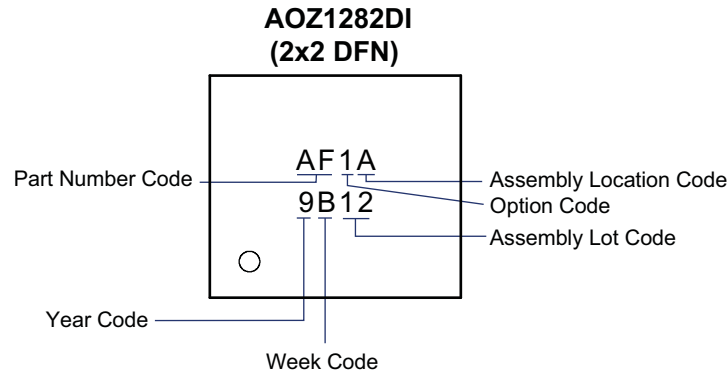 AOZ1282DI
(2x2 DFN)
AF1A
Part Number Code
Assembly Location Code
Option Code
9B12
Assembly Lot Code
Year Code
Week Code